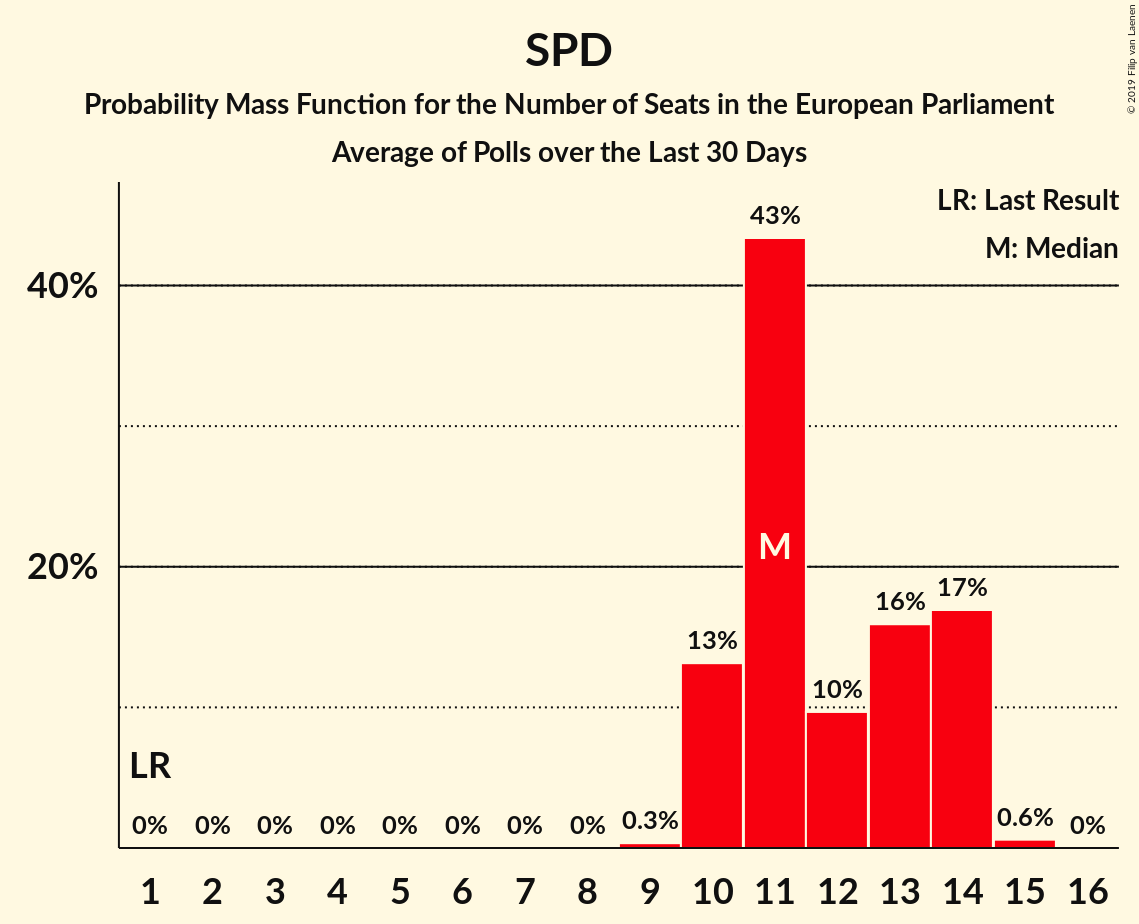 SPD
Probability Mass Function for the Number of Seats in the European Parliament
Average of Polls over the Last 30 Days
© 2019 Filip van Laenen
LR: Last Result
M: Median
40%
20%
43%
M
17%
16%
13%
10%
LR
0% 0% 0% 0% 0% 0% 0% 0% 0.3% 0.6% 0%
1 2 3 4 5 6 7 8 9 10 11 12 13 14 15 16